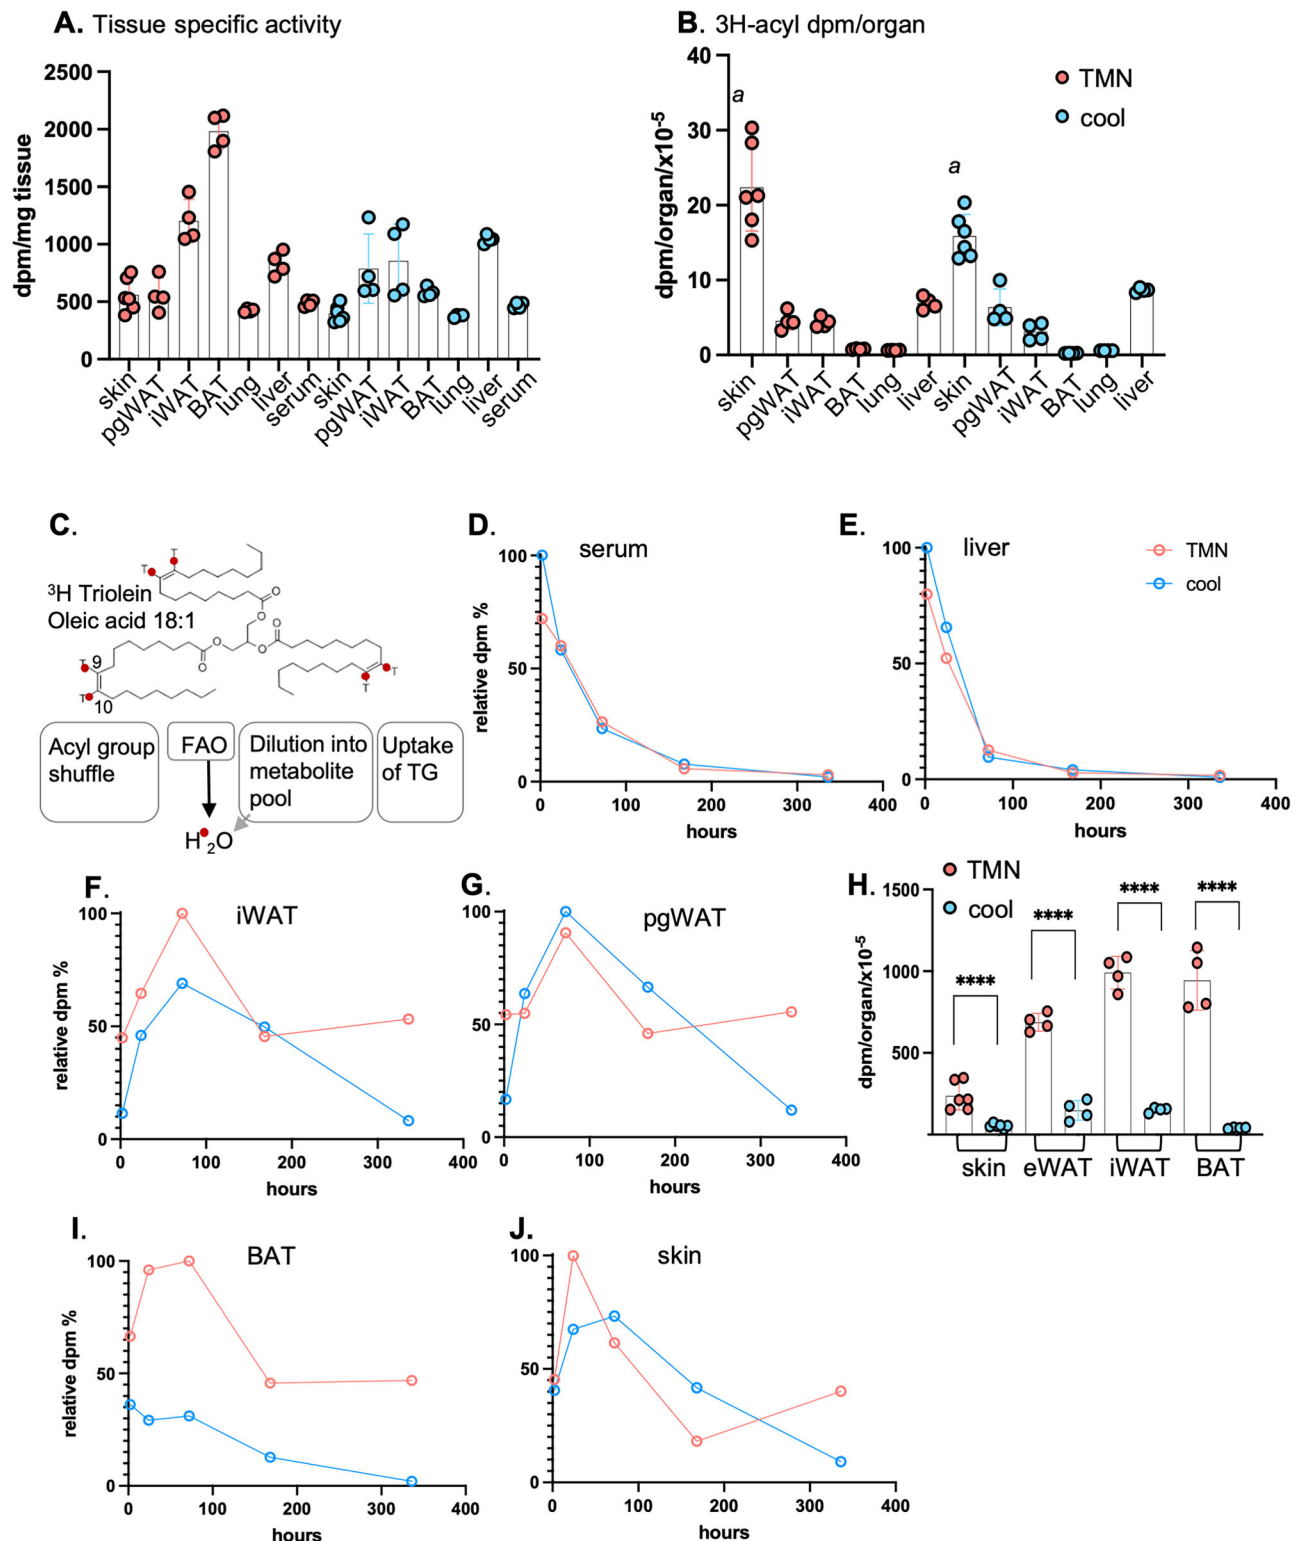 A. Tissue specific activity
dpm/mg tissue
2500
2000
1500
1000
500
0
skin
pgWAT
iWAT
BAT
lung
liver
serum
skin
pgWAT
iWAT
BAT
lung
liver
serum
B. 3H-acyl dpm/organ
dpm/organ/x10-5
40
30
20
10
0
a
a
TMN
cool
skin
pgWAT
iWAT
BAT
lung
liver
skin
pgWAT
iWAT
BAT
lung
liver
C.
3H Triolein
Oleic acid 18:1
T
T
O
O
O
O
O
O
T
9
T
10
T
T
Acyl group
shuffle
FAO
Dilution into
metabolite
pool
Uptake
of TG
H2O
D.
serum
relative dpm %
100
50
0
0 100 200 300 400
hours
E.
liver
TMN
cool
100
50
0
0 100 200 300 400
hours
F.
iWAT
relative dpm %
100
50
0
0 100 200 300 400
hours
G.
pgWAT
100
50
0
0 100 200 300 400
hours
H.
TMN
cool
dpm/organ/x10-5
1500
1000
500
****
****
****
****
skin eWAT iWAT BAT
I.
BAT
relative dpm %
100
50
0
0 100 200 300 400
hours
J.
skin
100
50
0
0 100 200 300 400
hours